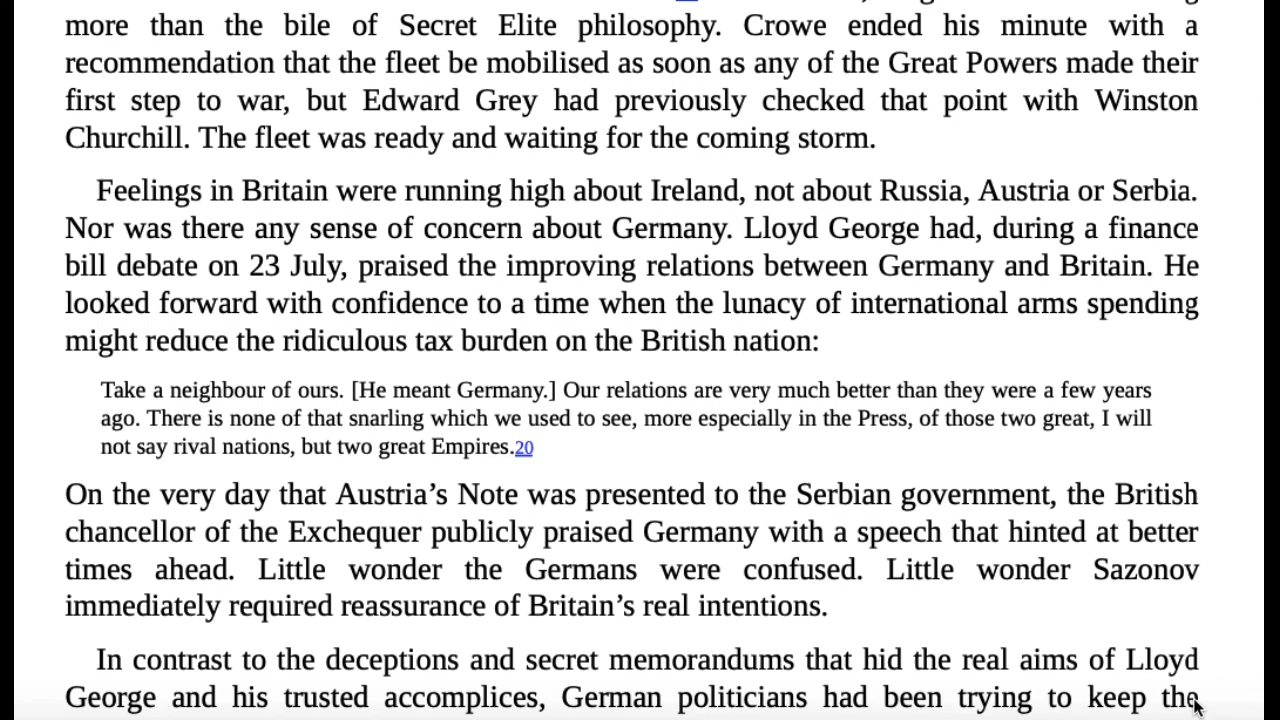 more than the bile of Secret Elite philosophy. Crowe ended his minute with a
recommendation that the fleet be mobilised as soon as any of the Great Powers made their
first step to war, but Edward Grey had previously checked that point with Winston
Churchill. The fleet was ready and waiting for the coming storm.
Feelings in Britain were running high about Ireland, not about Russia, Austria or Serbia.
Nor was there any sense of concern about Germany. Lloyd George had, during a finance
bill debate on 23 July, praised the improving relations between Germany and Britain. He
looked forward with confidence to a time when the lunacy of international arms spending
might reduce the ridiculous tax burden on the British nation:
Take a neighbour of ours. [He meant Germany.] Our relations are very much better than they were a few years
ago. There is none of that snarling which we used to see, more especially in the Press, of those two great, I will
not say rival nations, but two great Empires.20
On the very day that Austria’s Note was presented to the Serbian government, the British
chancellor of the Exchequer publicly praised Germany with a speech that hinted at better
times ahead. Little wonder the Germans were confused. Little wonder Sazonov
immediately required reassurance of Britain’s real intentions.
In contrast to the deceptions and secret memorandums that hid the real aims of Lloyd
George and his trusted accomplices, German politicians had been trying to keep the